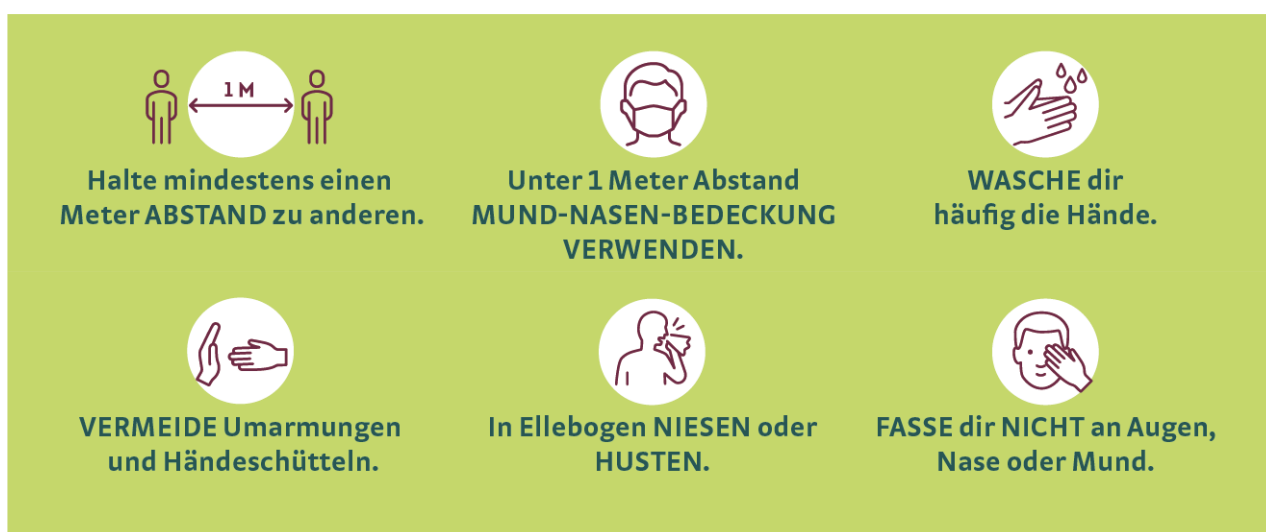 1 M
Halte mindestens einen
Meter ABSTAND zu anderen.
Unter 1 Meter Abstand
MUND-NASEN-BEDECKUNG
VERWENDEN.
WASCHE dir
häufig die Hände.
VERMEIDE Umarmungen
und Händeschütteln.
In Ellebogen NIESEN oder
HUSTEN.
FASSE dir NICHT an Augen,
Nase oder Mund.